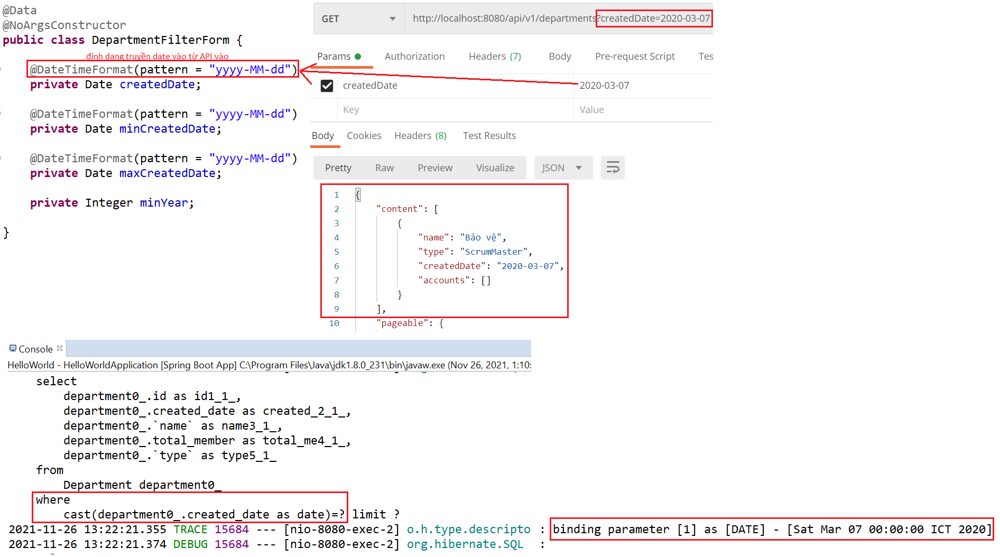 @Data
@NoArgsConstructor
public class DepartmentFilterForm {
định dạng truyền date vào từ API vào
@DateTimeFormat(pattern = "yyyy-MM-dd")
private Date createdDate;
@DateTimeFormat(pattern = "yyyy-MM-dd")
private Date minCreatedDate;
@DateTimeFormat(pattern = "yyyy-MM-dd")
private Date maxCreatedDate;
private Integer minYear;
}
GET http://localhost:8080/api/v1/departments?createdDate=2020-03-07
Params Authorization Headers (7) Body Pre-request Script Tes
createdDate 2020-03-07
Key Value
Body Cookies Headers (8) Test Results
Pretty Raw Preview Visualize JSON
1 {
2 "content": [
3 {
4 "name": "Bảo vệ",
5 "type": "ScrumMaster",
6 "createdDate": "2020-03-07",
7 "accounts": []
8 }
9 ],
10 "pageable": {
Console
HelloWorld - HelloWorldApplication [Spring Boot App] C:\Program Files\Java\jdk1.8.0_231\bin\javaw.exe (Nov 26, 2021, 1:10:
select
department0_.id as id1_1_,
department0_.created_date as created_2_1_,
department0_.`name` as name3_1_,
department0_.total_member as total_me4_1_,
department0_.`type` as type5_1_
from
Department department0_
where
cast(department0_.created_date as date)=? limit ?
2021-11-26 13:22:21.355 TRACE 15684 --- [nio-8080-exec-2] o.h.type.descripto : binding parameter [1] as [DATE] - [Sat Mar 07 00:00:00 ICT 2020]
2021-11-26 13:22:21.374 DEBUG 15684 --- [nio-8080-exec-2] org.hibernate.SQL :